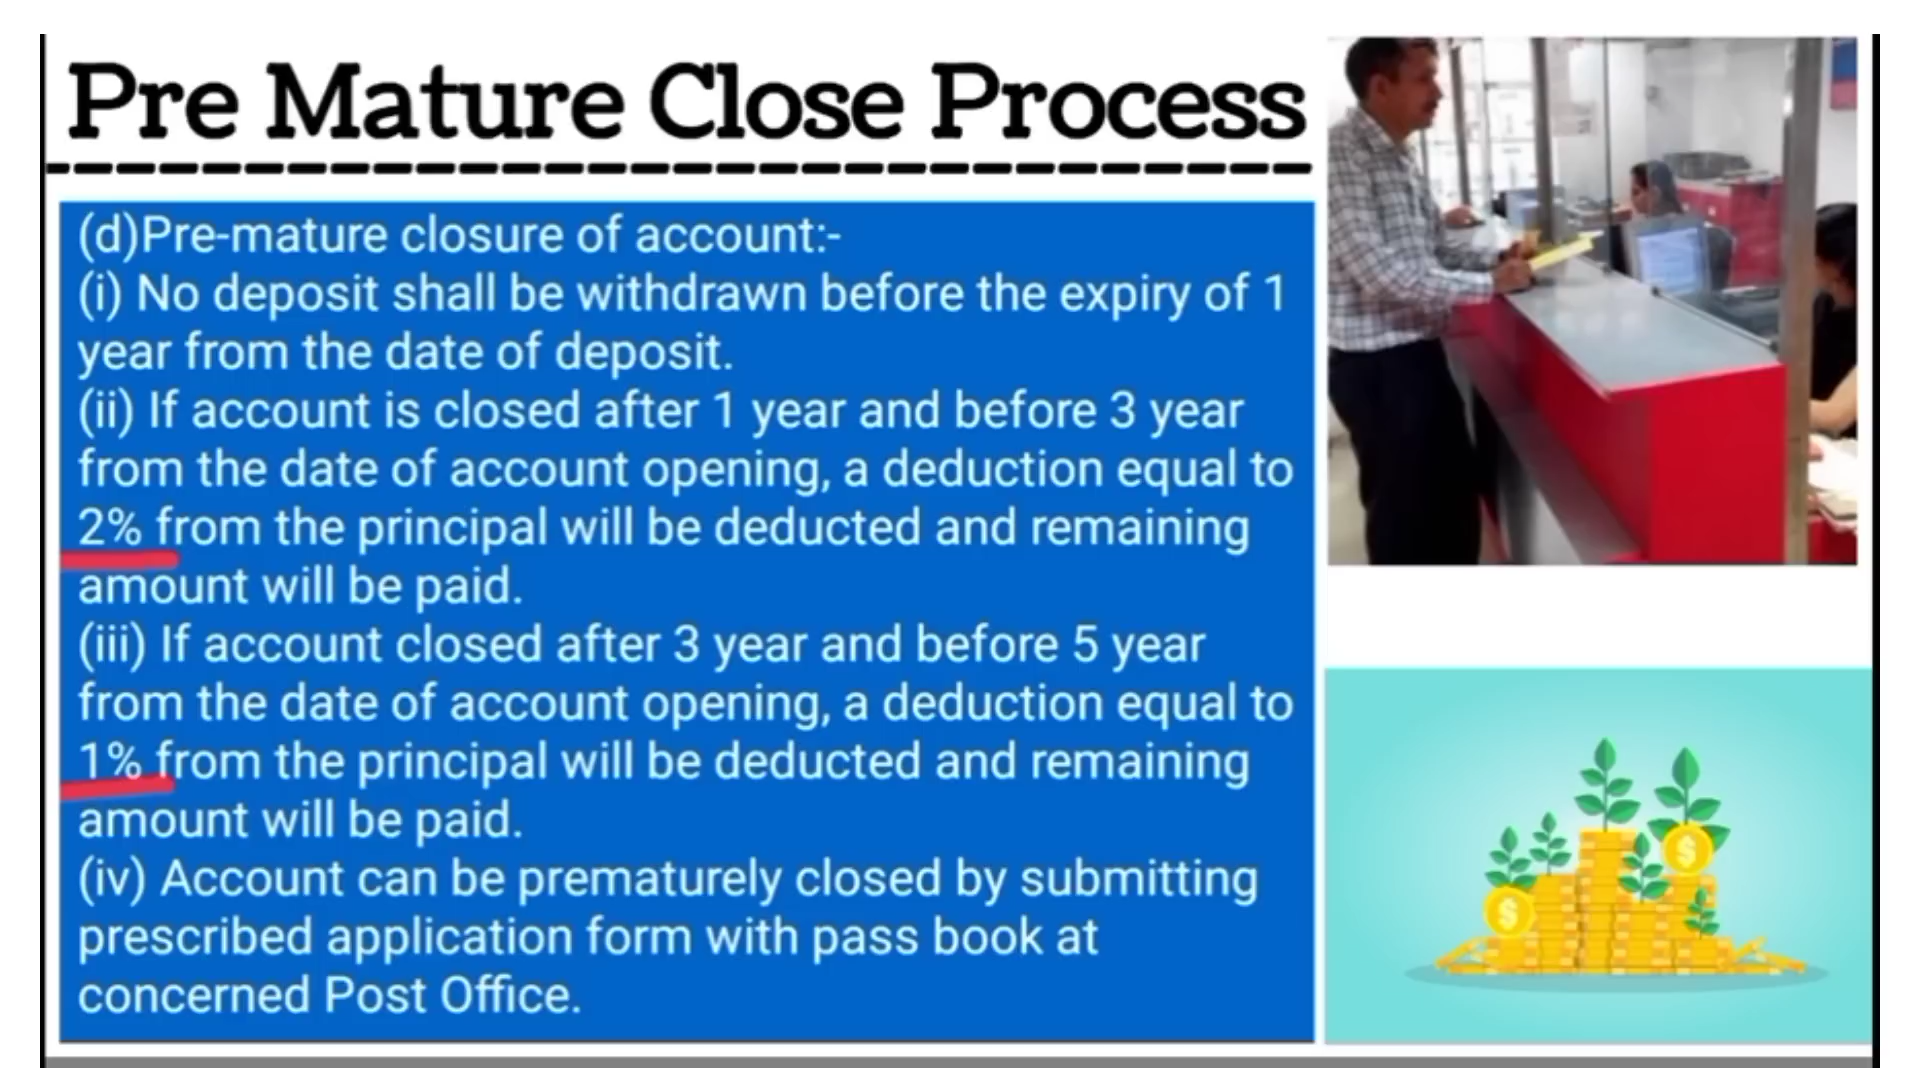 Pre Mature Close Process
(d)Pre-mature closure of account:-
(i) No deposit shall be withdrawn before the expiry of 1
year from the date of deposit.
(ii) If account is closed after 1 year and before 3 year
from the date of account opening, a deduction equal to
2% from the principal will be deducted and remaining
amount will be paid.
(iii) If account closed after 3 year and before 5 year
from the date of account opening, a deduction equal to
1% from the principal will be deducted and remaining
amount will be paid.
(iv) Account can be prematurely closed by submitting
prescribed application form with pass book at
concerned Post Office.
$
$